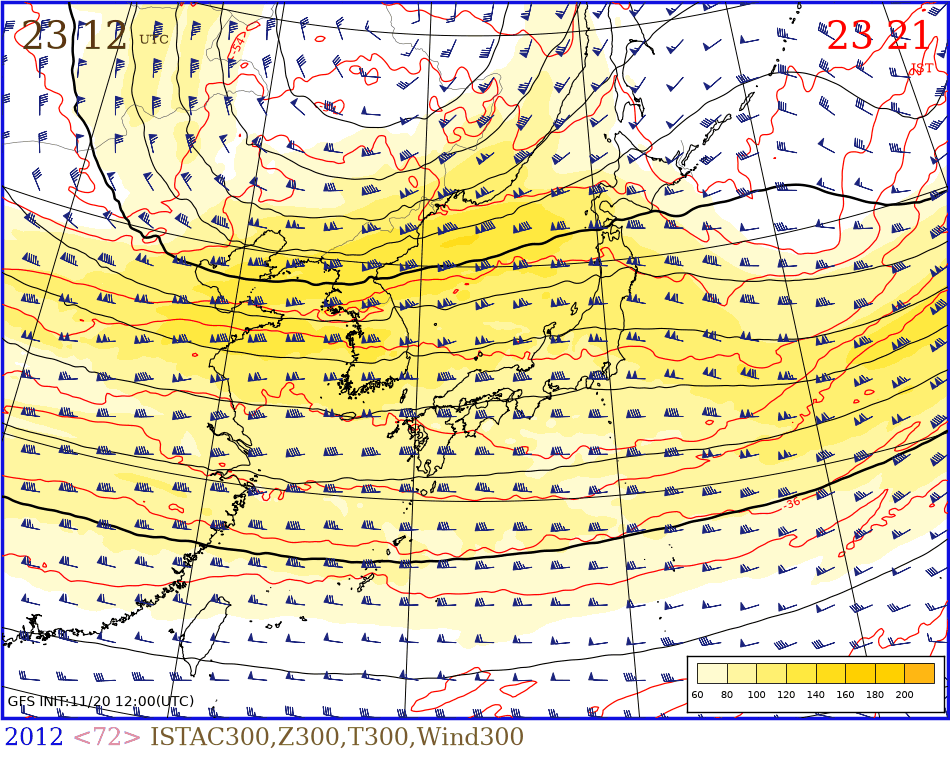 23 12 UTC
23 21 JST
-54
-36
60 80 100 120 140 160 180 200
GFS INIT:11/20 12:00(UTC)
2012 <72> ISTAC300,Z300,T300,Wind300